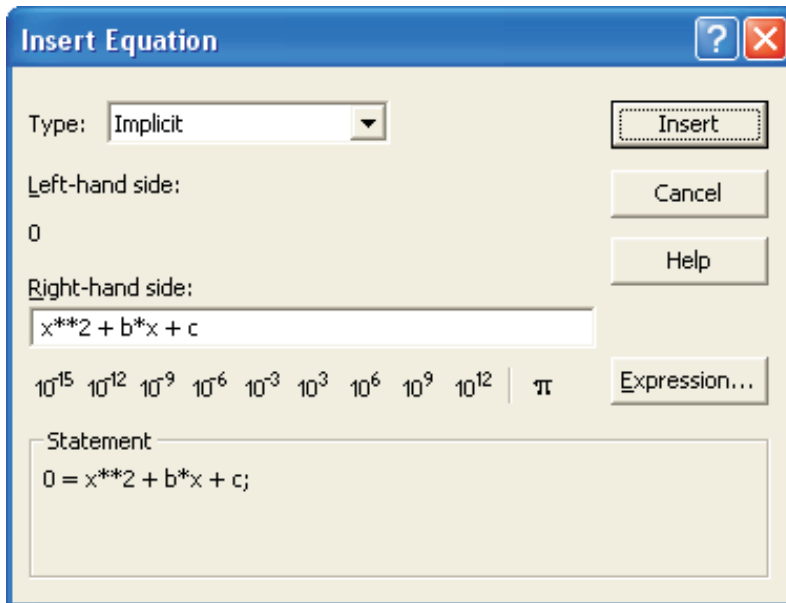 Insert Equation
Type: Implicit
Insert
Left-hand side:
Cancel
0
Help
Right-hand side:
x**2 + b*x + c
10⁻¹⁵ 10⁻¹² 10⁻⁹ 10⁻⁶ 10⁻³ 10³ 10⁶ 10⁹ 10¹² π
Expression...
Statement
0 = x**2 + b*x + c;